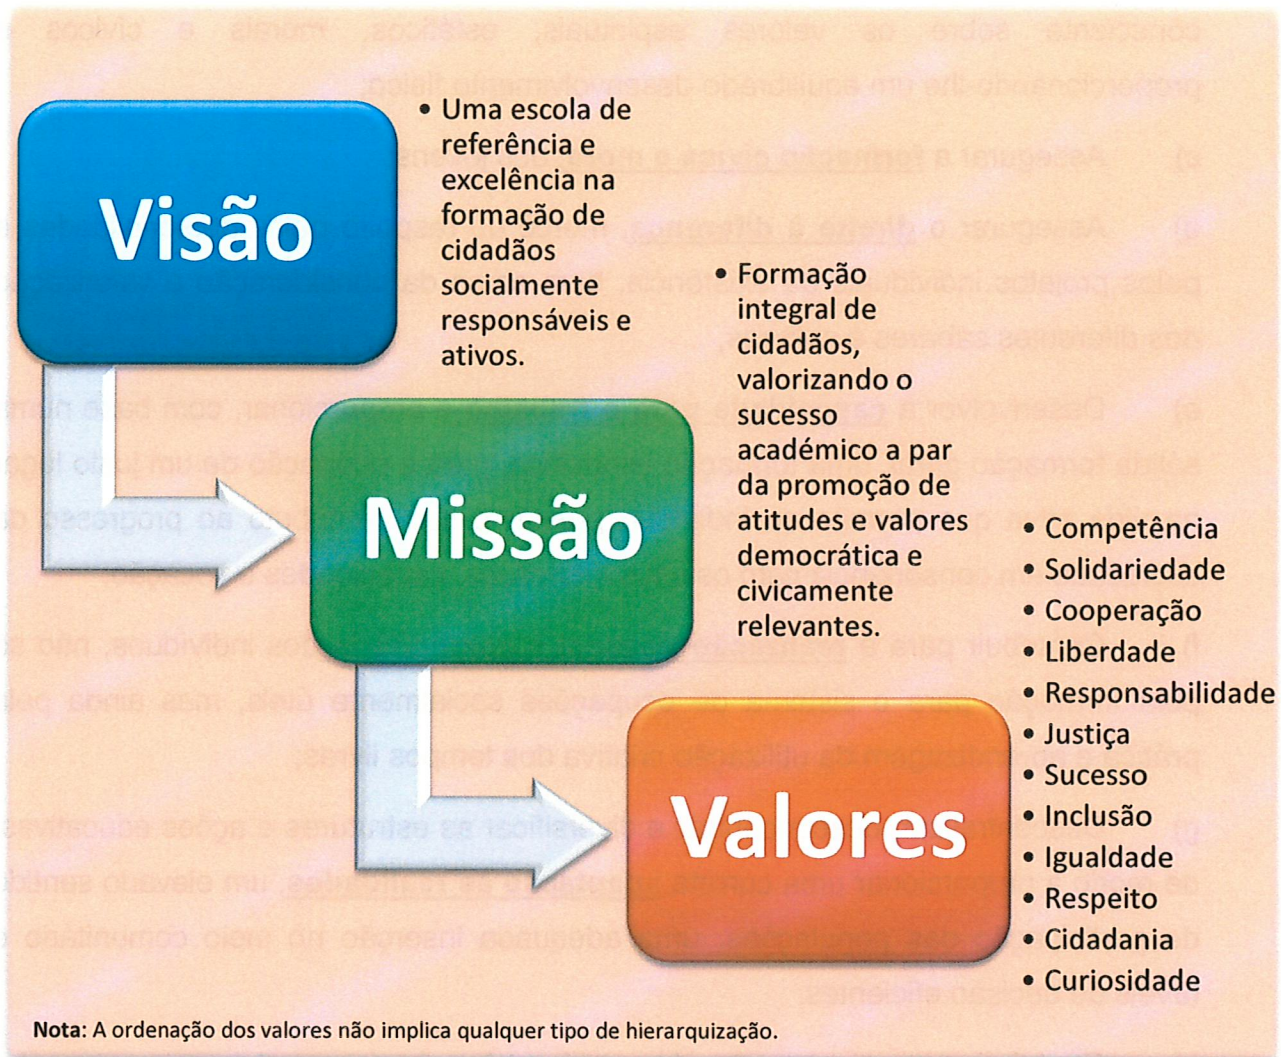 Visão
• Uma escola de
referência e
excelência na
formação de
cidadãos
socialmente
responsáveis e
ativos.
Missão
• Formação
integral de
cidadãos,
valorizando o
sucesso
académico a par
da promoção de
atitudes e valores
democrática e
civicamente
relevantes.
Valores
• Competência
• Solidariedade
• Cooperação
• Liberdade
• Responsabilidade
• Justiça
• Sucesso
• Inclusão
• Igualdade
• Respeito
• Cidadania
• Curiosidade
Nota: A ordenação dos valores não implica qualquer tipo de hierarquização.